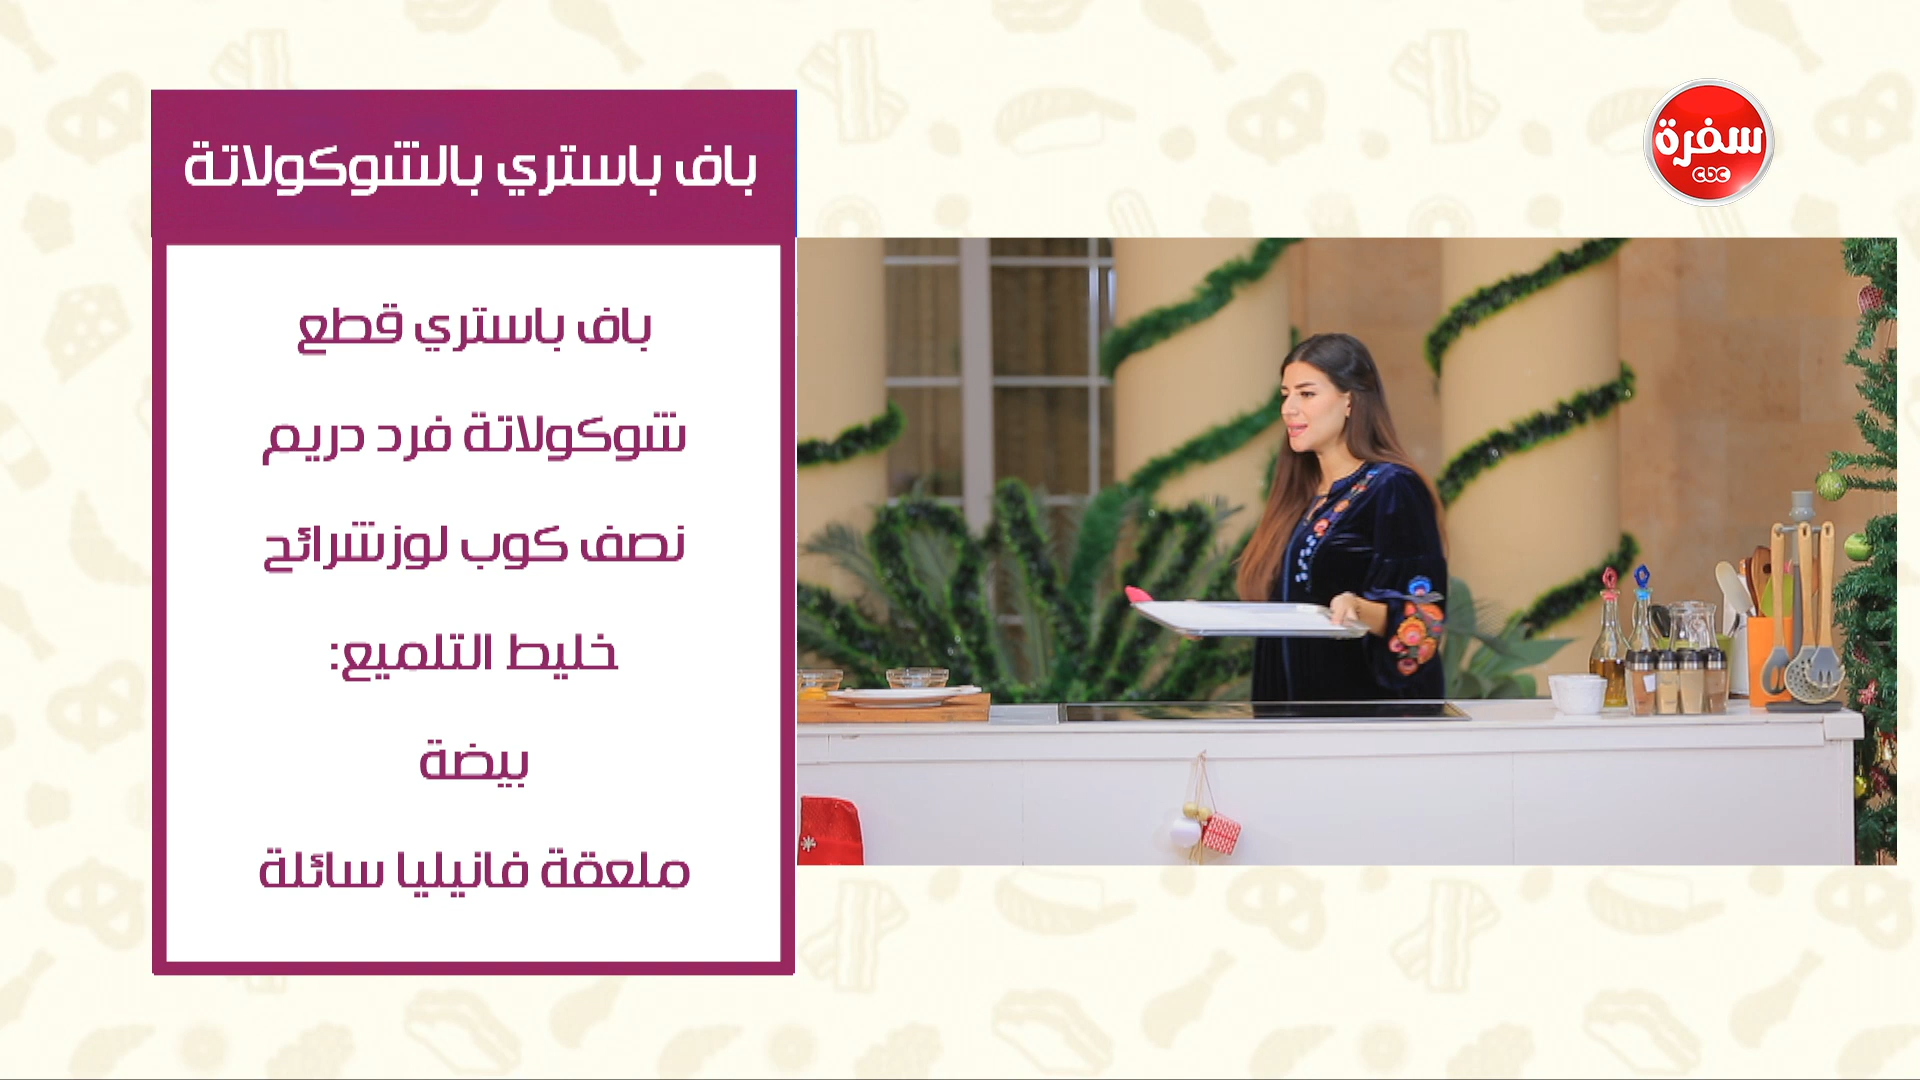 باف باستري بالشوكولاتة
باف باستري قطع
شوكولاتة فرد دريم
نصف كوب لوزشرائح
خليط التلميع:
بيضة
ملعقة فانيليا سائلة
سفرة
cbc